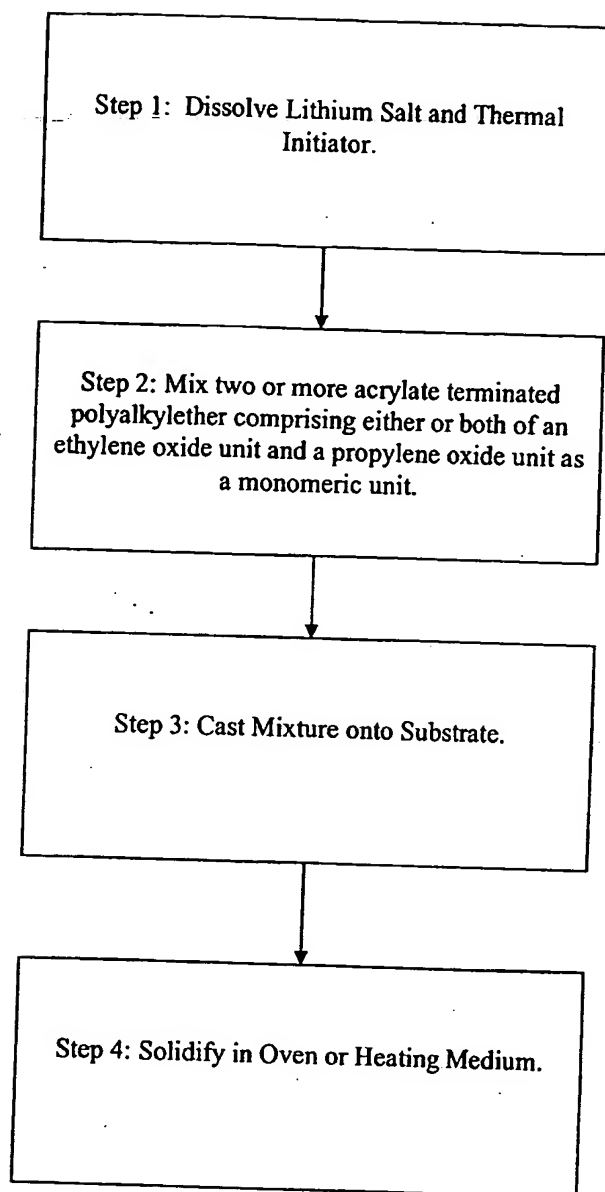 Step 1: Dissolve Lithium Salt and Thermal
Initiator.
Step 2: Mix two or more acrylate terminated
polyalkylether comprising either or both of an
ethylene oxide unit and a propylene oxide unit as
a monomeric unit.
Step 3: Cast Mixture onto Substrate.
Step 4: Solidify in Oven or Heating Medium.